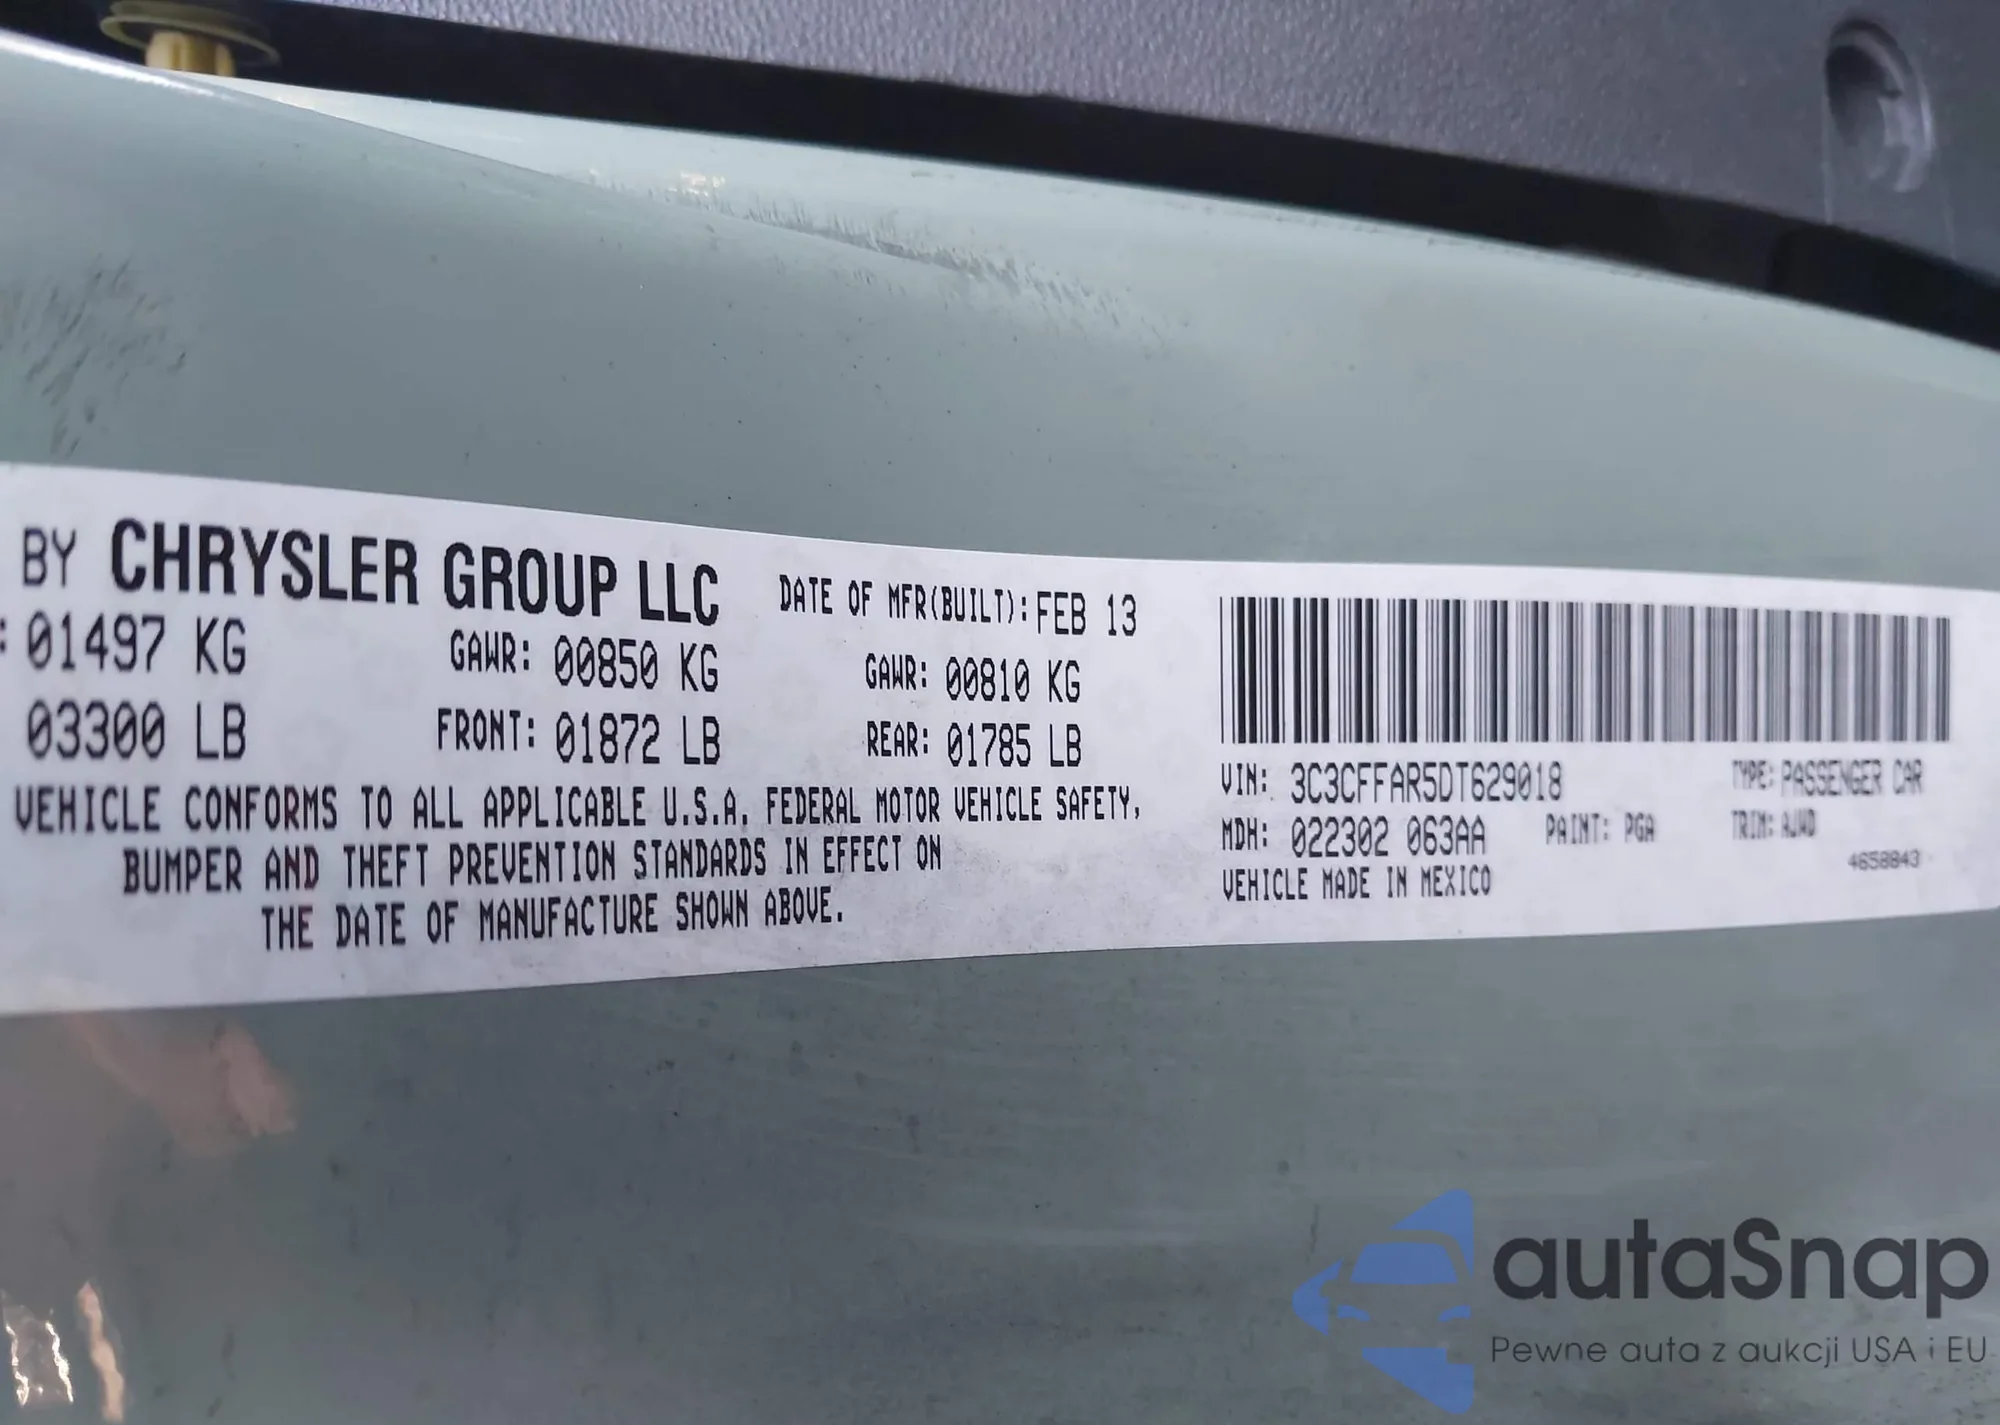 BY CHRYSLER GROUP LLC DATE OF MFR(BUILT): FEB 13
: 01497 KG GAWR: 00850 KG GAWR: 00810 KG
03300 LB FRONT: 01872 LB REAR: 01785 LB
VEHICLE CONFORMS TO ALL APPLICABLE U.S.A. FEDERAL MOTOR VEHICLE SAFETY,
BUMPER AND THEFT PREVENTION STANDARDS IN EFFECT ON
THE DATE OF MANUFACTURE SHOWN ABOVE.
VIN: 3C3CFFAR5DT629018 TYPE: PASSENGER CAR
MDH: 022302 063AA PAINT: PGA TRIM: AJWD
VEHICLE MADE IN MEXICO 4658843
autaSnap
Pewne auta z aukcji USA i EU